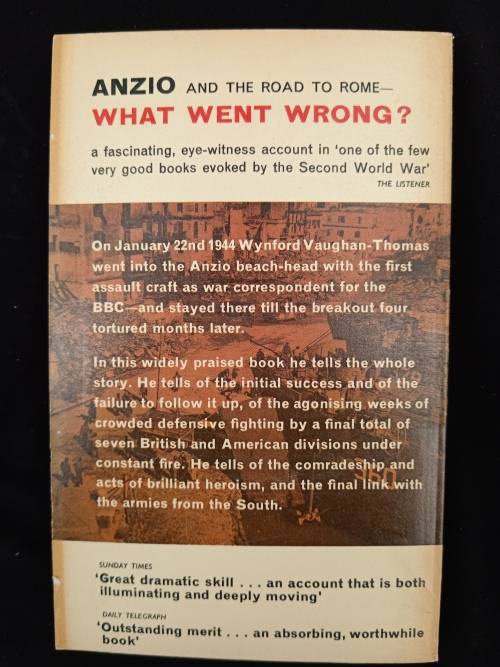 ANZIO AND THE ROAD TO ROME—
WHAT WENT WRONG?
a fascinating, eye-witness account in 'one of the few
very good books evoked by the Second World War'
THE LISTENER
On January 22nd 1944 Wynford Vaughan-Thomas
went into the Anzio beach-head with the first
assault craft as war correspondent for the
BBC—and stayed there till the breakout four
tortured months later.
In this widely praised book he tells the whole
story. He tells of the initial success and of the
failure to follow it up, of the agonising weeks of
crowded defensive fighting by a final total of
seven British and American divisions under
constant fire. He tells of the comradeship and
acts of brilliant heroism, and the final link with
the armies from the South.
SUNDAY TIMES
'Great dramatic skill . . . an account that is both
illuminating and deeply moving'
DAILY TELEGRAPH
'Outstanding merit . . . an absorbing, worthwhile
book'